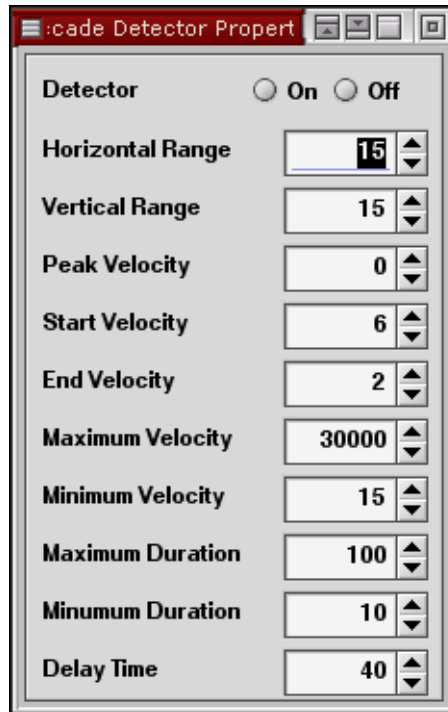 :cade Detector Propert
Detector On Off
Horizontal Range 15
Vertical Range 15
Peak Velocity 0
Start Velocity 6
End Velocity 2
Maximum Velocity 30000
Minimum Velocity 15
Maximum Duration 100
Minumum Duration 10
Delay Time 40